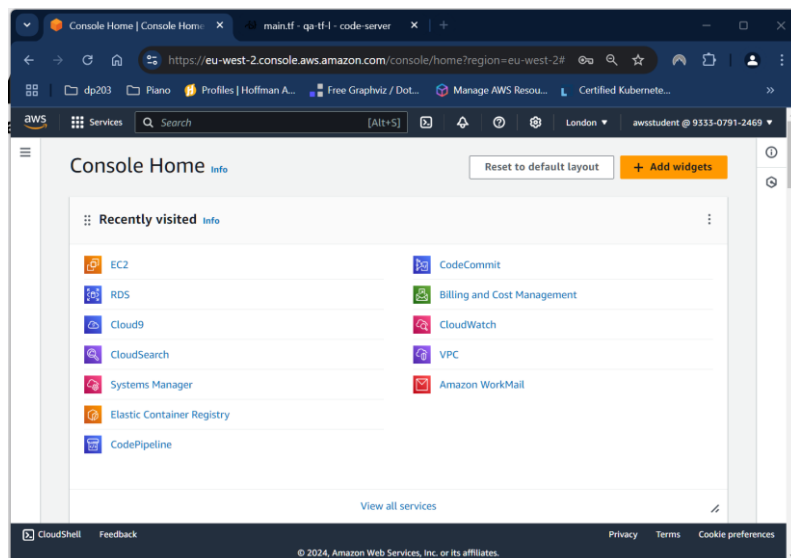 Console Home | Console Home
main.tf - qa-tf-l - code-server
https://eu-west-2.console.aws.amazon.com/console/home?region=eu-west-2#
dp203 Piano Profiles | Hoffman A... Free Graphviz / Dot... Manage AWS Resou... Certified Kubernete... »
aws Services Search [Alt+S] London ▼ awsstudent @ 9333-0791-2469 ▼
Console Home Info
Reset to default layout
+ Add widgets
Recently visited Info
EC2
RDS
Cloud9
CloudSearch
Systems Manager
Elastic Container Registry
CodePipeline
CodeCommit
Billing and Cost Management
CloudWatch
VPC
Amazon WorkMail
View all services
CloudShell Feedback Privacy Terms Cookie preferences
© 2024, Amazon Web Services, Inc. or its affiliates.